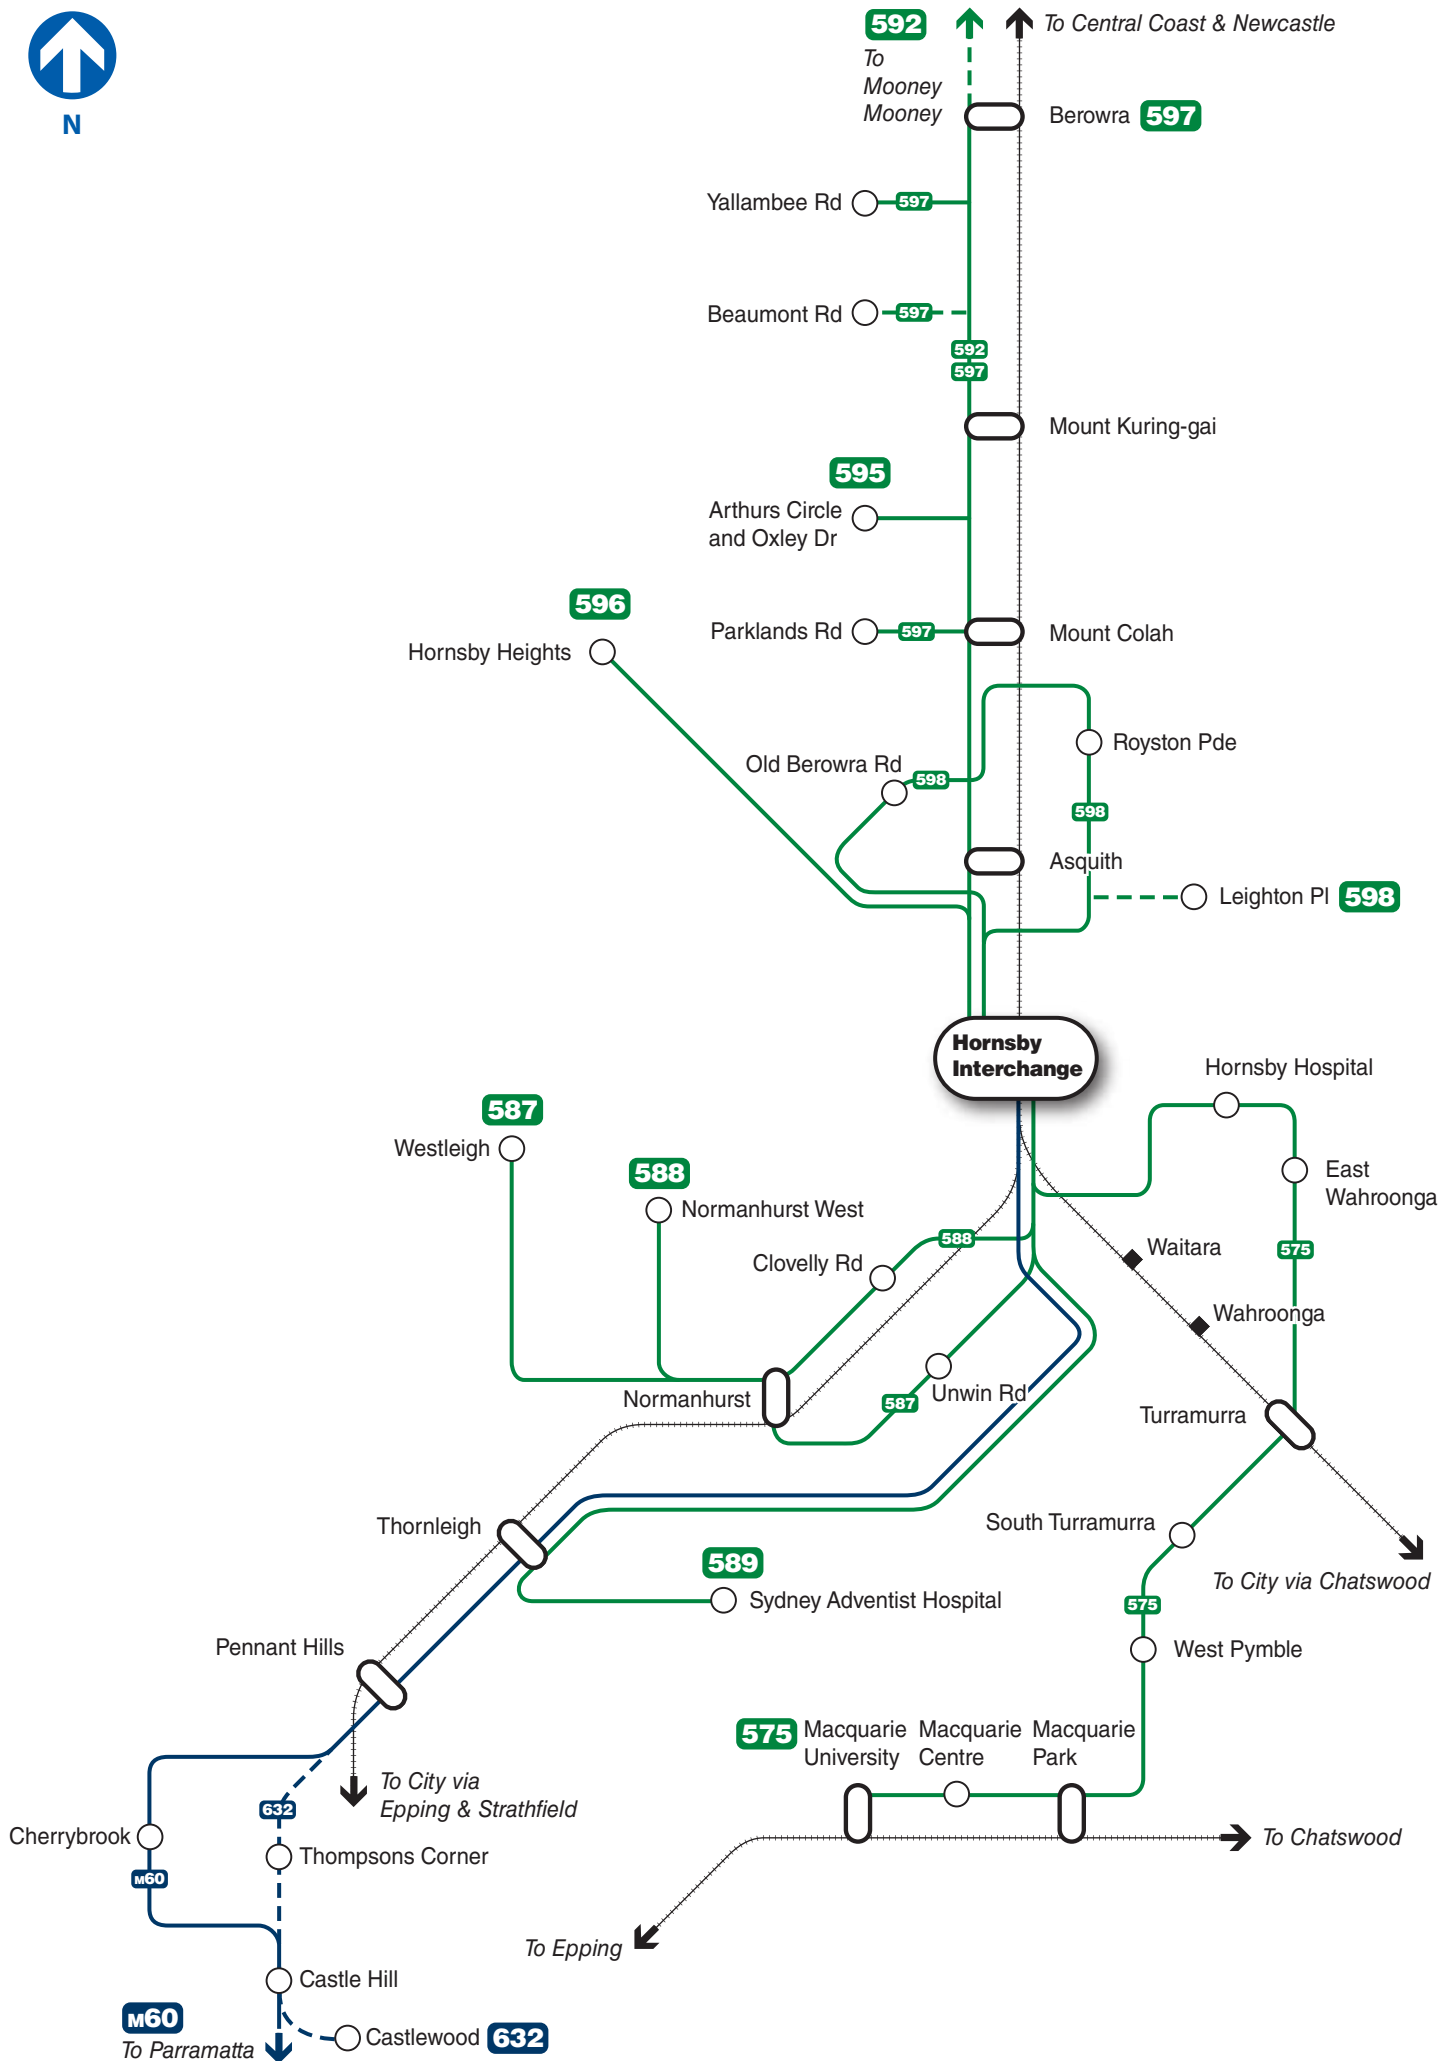 592
To Central Coast & Newcastle
To
Mooney
Mooney
N
Berowra 597
Yallambee Rd 597
Beaumont Rd 597
592
597
Mount Kuring-gai
595
Arthurs Circle
and Oxley Dr
596
Parklands Rd 597
Mount Colah
Hornsby Heights
Royston Pde
Old Berowra Rd
598
598
Asquith
Leighton Pl 598
Hornsby
Interchange
Hornsby Hospital
587
Westleigh
588
East
Wahroonga
Normanhurst West
588
575
Waitara
Clovelly Rd
Wahroonga
Unwin Rd
Normanhurst
587
Turramurra
Thornleigh
South Turramurra
589
To City via Chatswood
Sydney Adventist Hospital
575
Pennant Hills
West Pymble
575
Macquarie
University
Macquarie
Centre
Macquarie
Park
To City via
Epping & Strathfield
632
Cherrybrook
To Chatswood
Thompsons Corner
M60
To Epping
Castle Hill
M60
To Parramatta
Castlewood 632